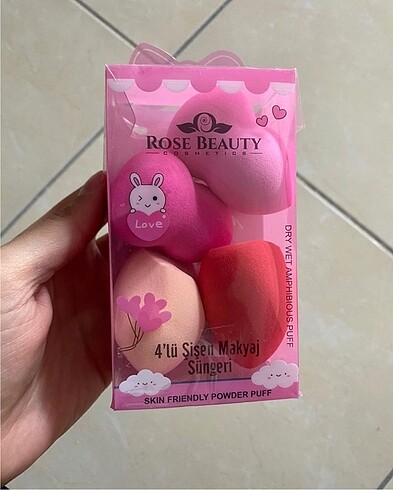 ROSE BEAUTY
COSMETICS
Love
DRY WET AMPHIBIOUS PUFF
4'lü Şişen Makyaj
Süngeri
SKIN FRIENDLY POWDER PUFF